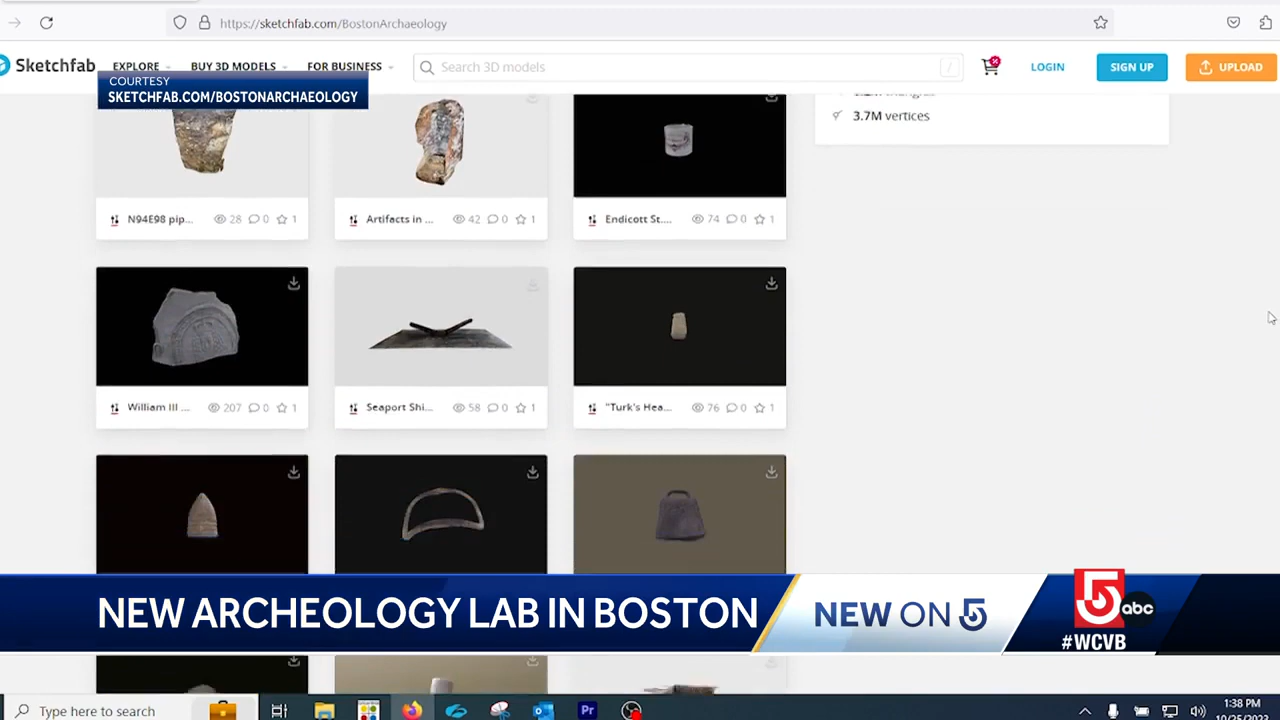 https://sketchfab.com/BostonArchaeology
Sketchfab
EXPLORE BUY 3D MODELS FOR BUSINESS
Search 3D models
/
LOGIN
SIGN UP
UPLOAD
COURTESY
SKETCHFAB.COM/BOSTONARCHAEOLOGY
3.7M vertices
N94E98 pip... 28 0 1
Artifacts in ... 42 0 1
Endicott St.... 74 0 1
William III ... 207 0 1
Seaport Shi... 58 0 1
"Turk's Hea... 76 0 1
NEW ARCHEOLOGY LAB IN BOSTON
NEW ON 5
5 abc
#WCVB
Type here to search
Pr
1:38 PM